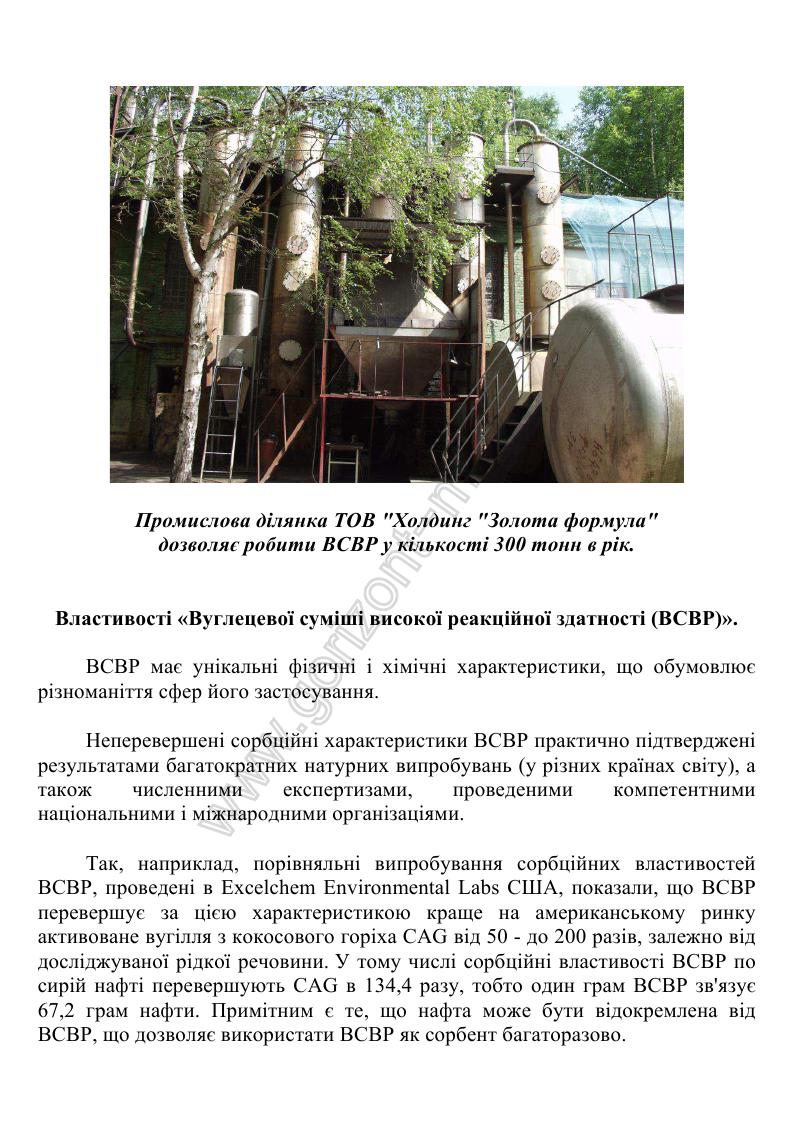 Промислова ділянка ТОВ "Холдинг "Золота формула"
дозволяє робити ВСВР у кількості 300 тонн в рік.
Властивості «Вуглецевої суміші високої реакційної здатності (ВСВР)».
ВСВР має унікальні фізичні і хімічні характеристики, що обумовлює
різноманіття сфер його застосування.
Неперевершені сорбційні характеристики ВСВР практично підтверджені
результатами багатократних натурних випробувань (у різних країнах світу), а
також численними експертизами, проведеними компетентними
національними і міжнародними організаціями.
Так, наприклад, порівняльні випробування сорбційних властивостей
ВСВР, проведені в Excelchem Environmental Labs США, показали, що ВСВР
перевершує за цією характеристикою краще на американському ринку
активоване вугілля з кокосового горіха CAG від 50 - до 200 разів, залежно від
досліджуваної рідкої речовини. У тому числі сорбційні властивості ВСВР по
сирій нафті перевершують CAG в 134,4 разу, тобто один грам ВСВР зв'язує
67,2 грам нафти. Примітним є те, що нафта може бути відокремлена від
ВСВР, що дозволяє використати ВСВР як сорбент багаторазово.